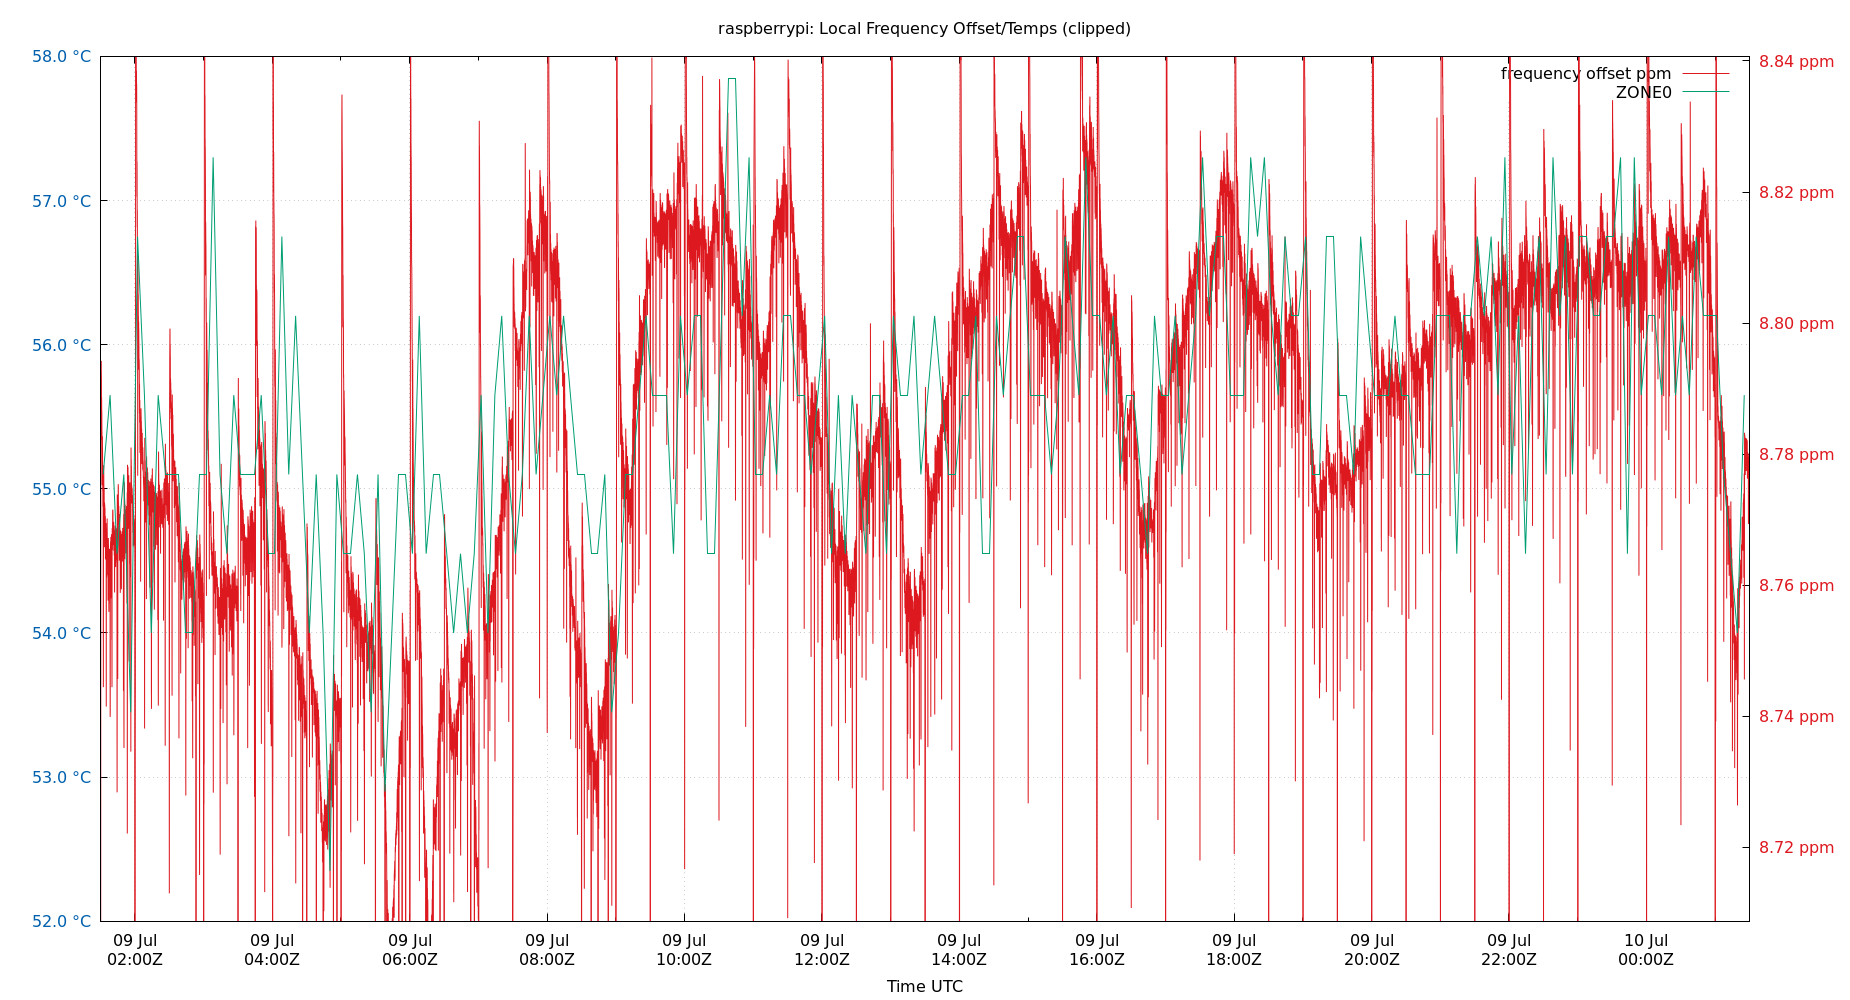 raspberrypi: Local Frequency Offset/Temps (clipped)
58.0 °C
57.0 °C
56.0 °C
55.0 °C
54.0 °C
53.0 °C
52.0 °C
8.84 ppm
8.82 ppm
8.80 ppm
8.78 ppm
8.76 ppm
8.74 ppm
8.72 ppm
frequency offset ppm
ZONE0
09 Jul 09 Jul 09 Jul 09 Jul 09 Jul 09 Jul 09 Jul 09 Jul 09 Jul 09 Jul 09 Jul 10 Jul
02:00Z 04:00Z 06:00Z 08:00Z 10:00Z 12:00Z 14:00Z 16:00Z 18:00Z 20:00Z 22:00Z 00:00Z
Time UTC